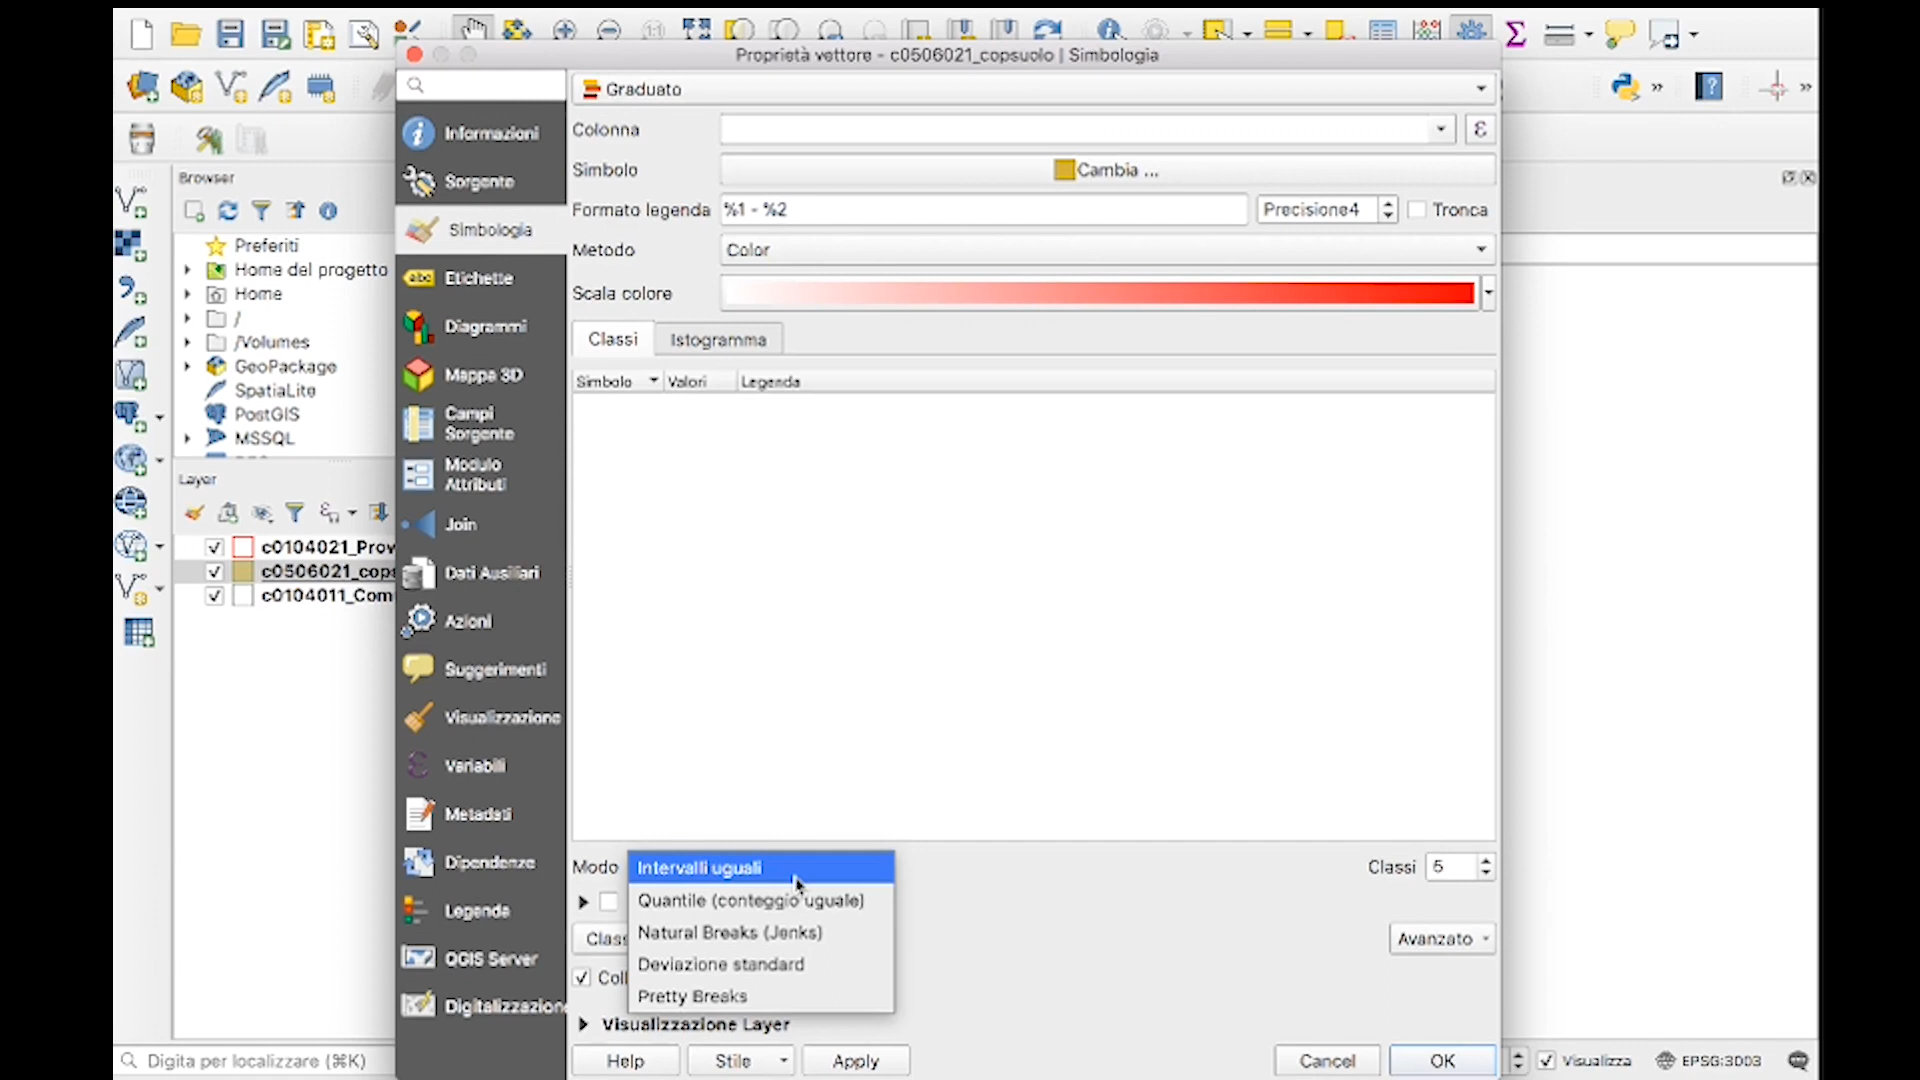 Proprietà vettore - c0506021_copsuolo | Simbologia
Graduato
Informazioni
Colonna
ε
Sorgente
Simbolo
Cambia ...
Browser
Simbologia
Formato legenda
%1 - %2
Precisione4
Tronca
Preferiti
Metodo
Color
Home del progetto
Etichette
Home
Scala colore
/
Diagrammi
Classi
Istogramma
/Volumes
GeoPackage
Mappe 3D
Simbolo
Valori
Legenda
SpatiaLite
PostGIS
Campi
Sorgente
MSSQL
Modulo
Attributi
Layer
Join
c0104021_Prov
c0506021_cops
Dati Ausiliari
c0104011_Com
Azioni
Suggerimenti
Visualizzazione
Variabili
Metadati
Dipendenze
Modo
Intervalli uguali
Classi
5
Quantile (conteggio uguale)
Legenda
Natural Breaks (Jenks)
Class
Avanzato
QGIS Server
Deviazione standard
Coll
Pretty Breaks
Digitalizzazione
Visualizzazione Layer
Digita per localizzare (⌘K)
Help
Stile
Apply
Cancel
OK
Visualizza
EPSG:3003